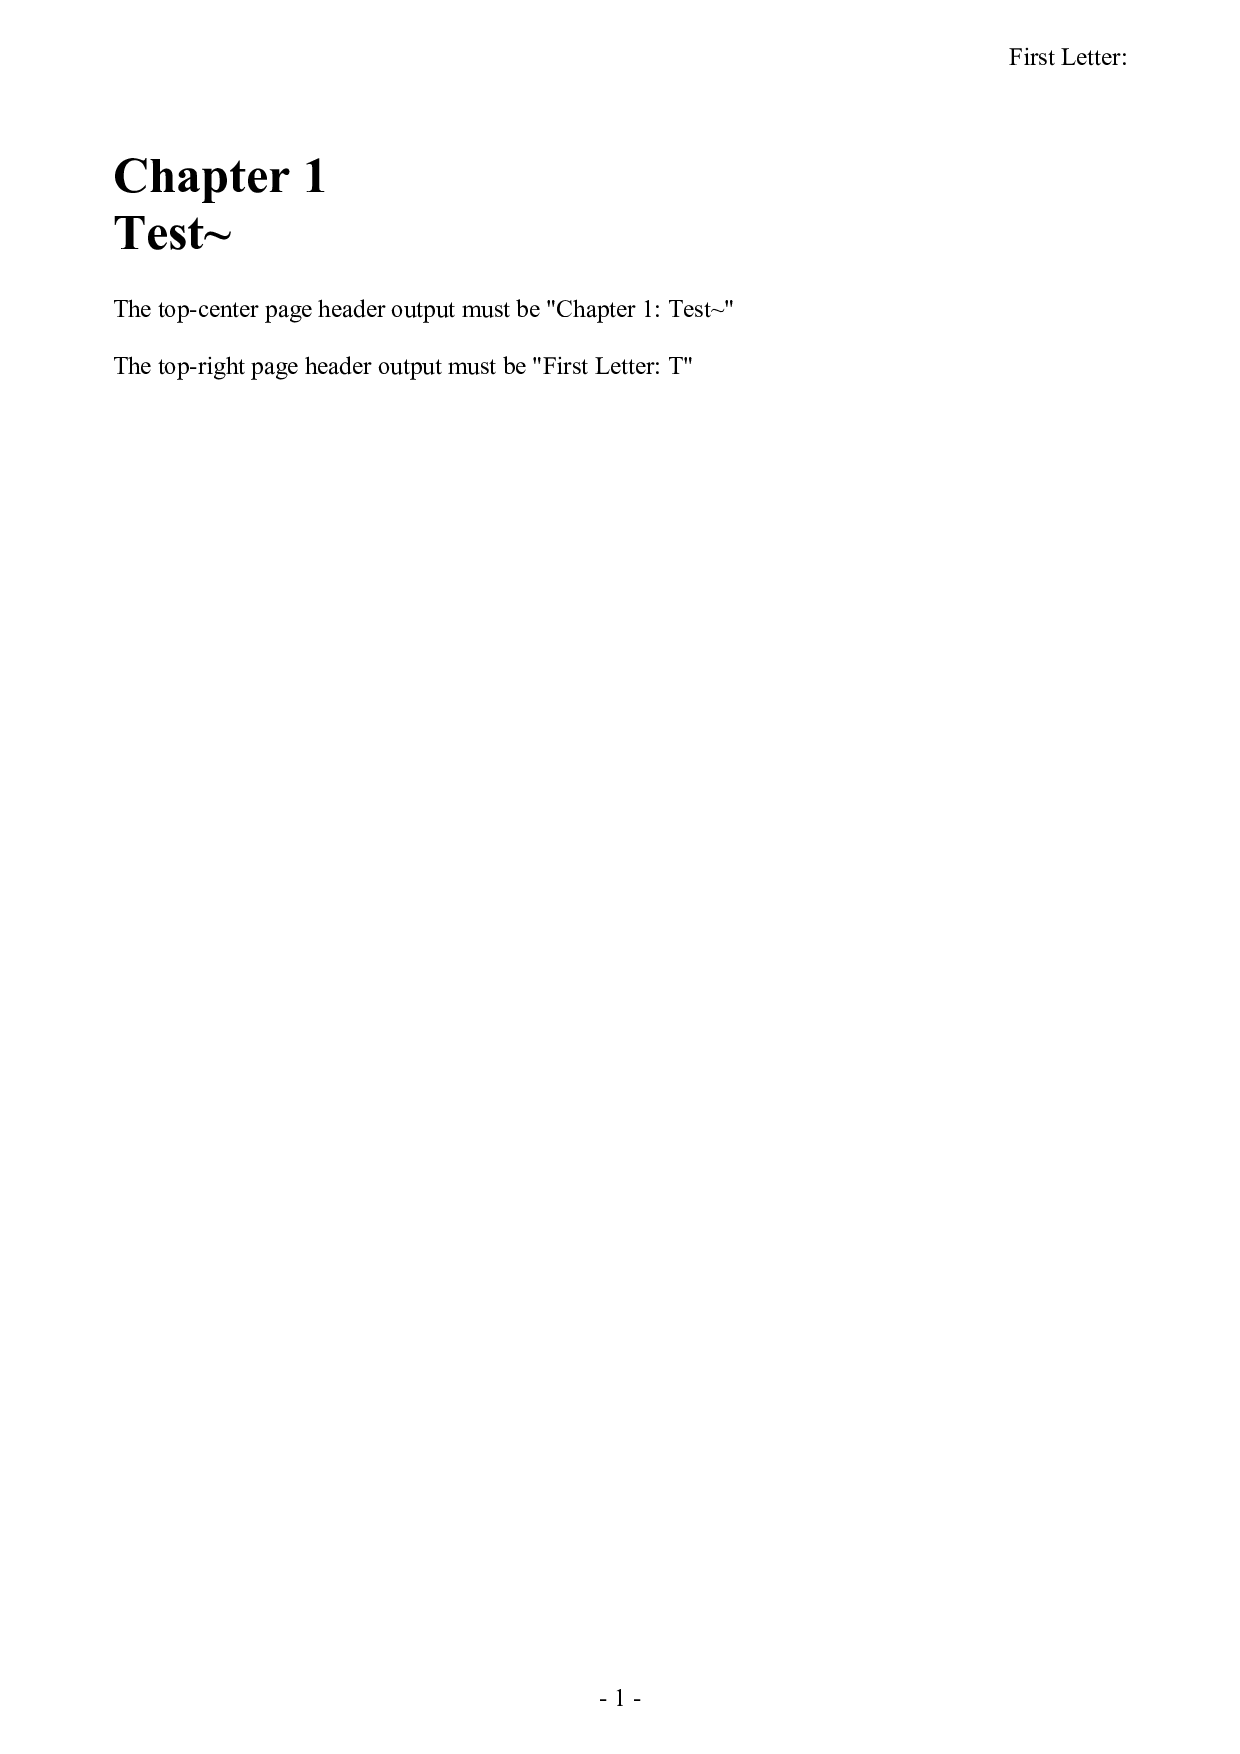 First Letter:
Chapter 1
Test~
The top-center page header output must be "Chapter 1: Test~"
The top-right page header output must be "First Letter: T"
- 1 -